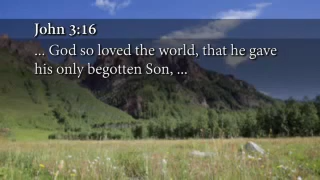 John 3:16
... God so loved the world, that he gave
his only begotten Son, ...